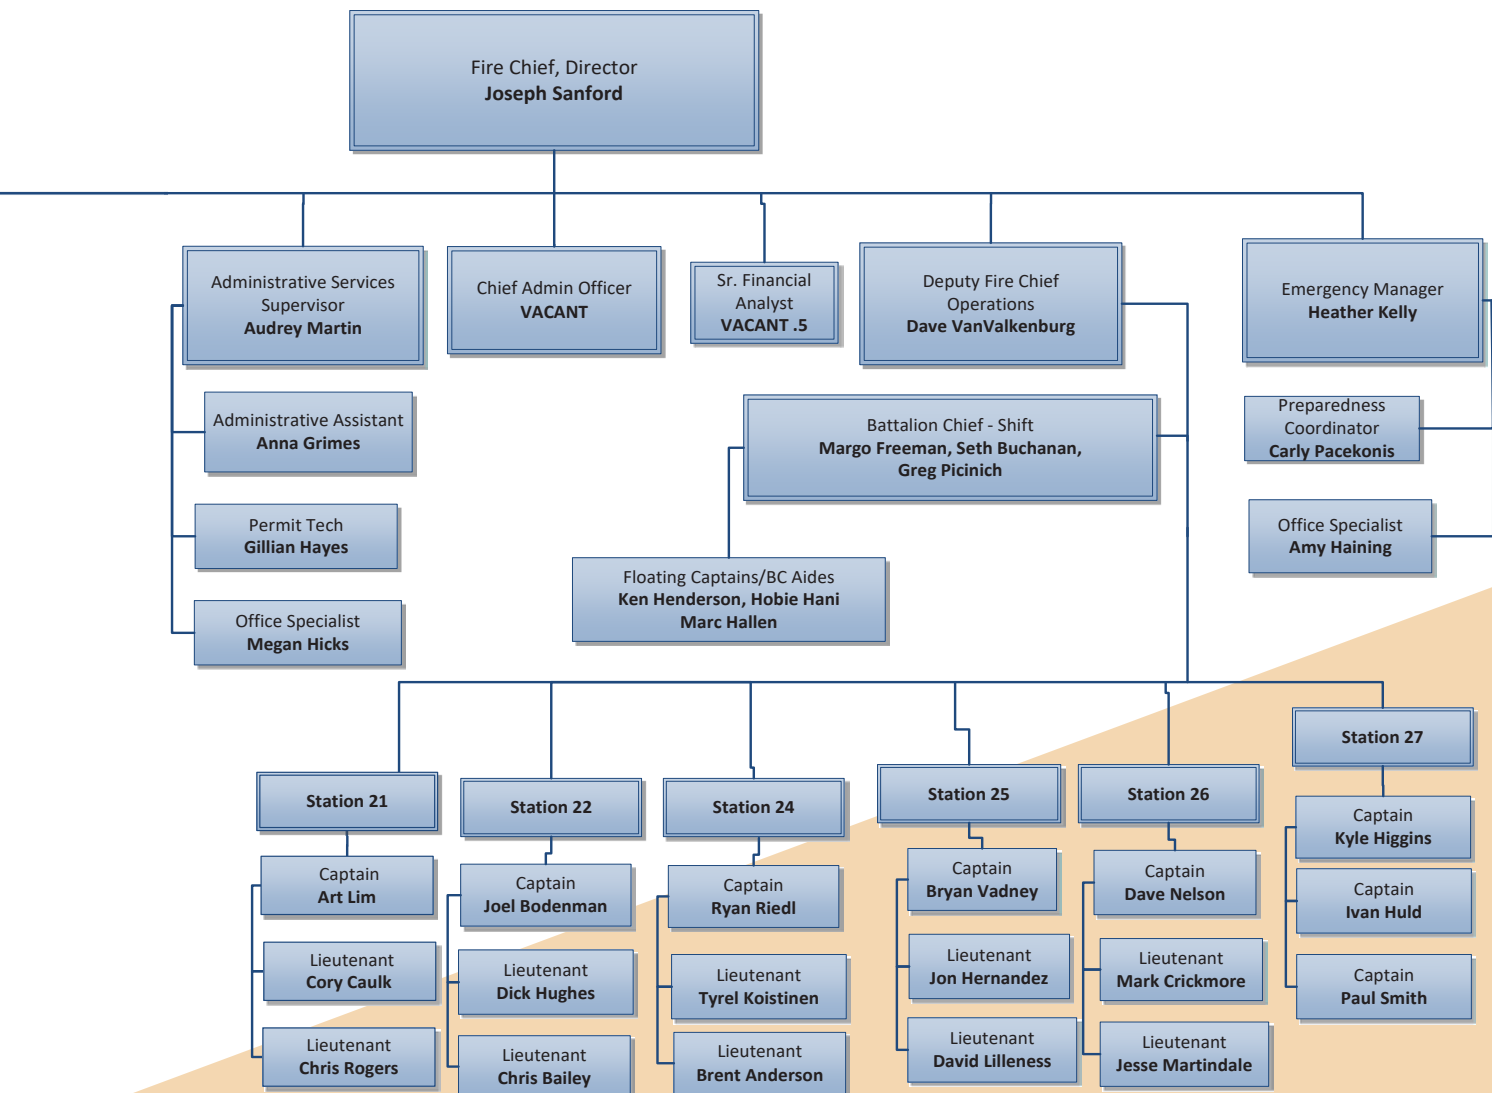 Fire Chief, Director
Joseph Sanford
Administrative Services
Supervisor
Audrey Martin
Chief Admin Officer
VACANT
Sr. Financial
Analyst
VACANT .5
Deputy Fire Chief
Operations
Dave VanValkenburg
Emergency Manager
Heather Kelly
Administrative Assistant
Anna Grimes
Permit Tech
Gillian Hayes
Office Specialist
Megan Hicks
Battalion Chief - Shift
Margo Freeman, Seth Buchanan,
Greg Picinich
Floating Captains/BC Aides
Ken Henderson, Hobie Hani
Marc Hallen
Preparedness
Coordinator
Carly Pacekonis
Office Specialist
Amy Haining
Station 21
Captain
Art Lim
Lieutenant
Cory Caulk
Lieutenant
Chris Rogers
Station 22
Captain
Joel Bodenman
Lieutenant
Dick Hughes
Lieutenant
Chris Bailey
Station 24
Captain
Ryan Riedl
Lieutenant
Tyrel Koistinen
Lieutenant
Brent Anderson
Station 25
Captain
Bryan Vadney
Lieutenant
Jon Hernandez
Lieutenant
David Lilleness
Station 26
Captain
Dave Nelson
Lieutenant
Mark Crickmore
Lieutenant
Jesse Martindale
Station 27
Captain
Kyle Higgins
Captain
Ivan Huld
Captain
Paul Smith